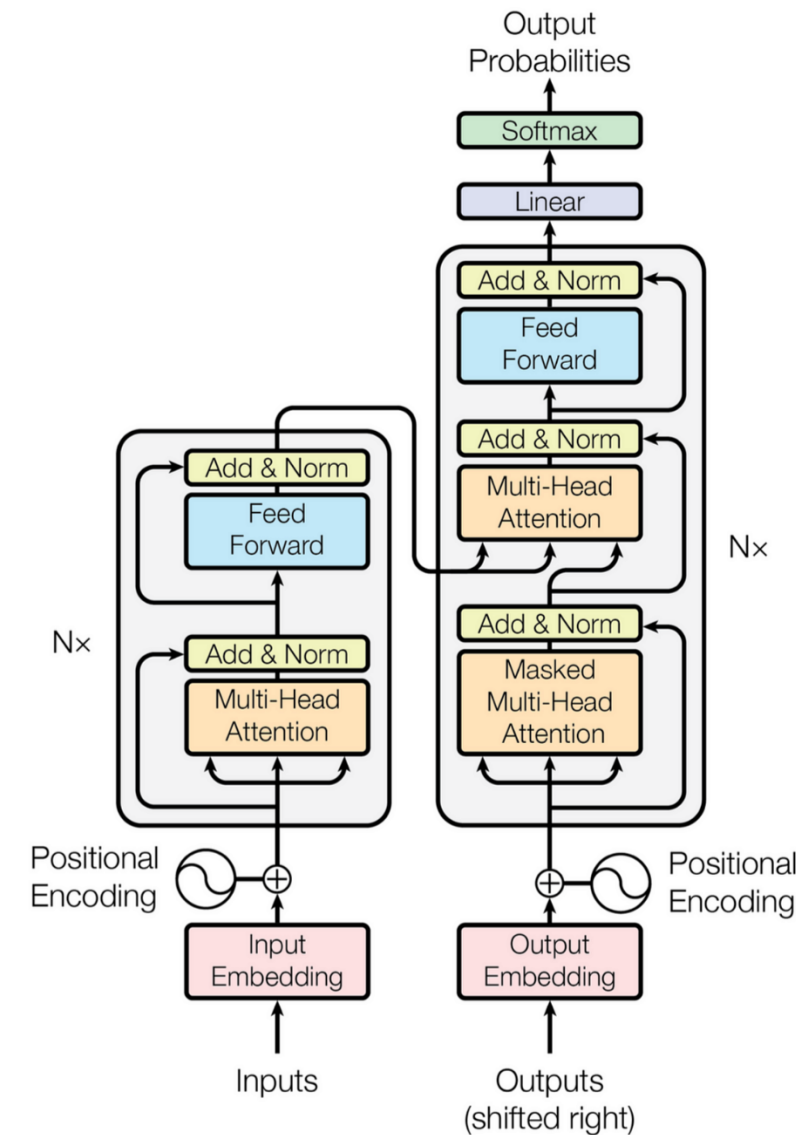 Output
Probabilities
Softmax
Linear
Add & Norm
Feed
Forward
Add & Norm
Multi-Head
Attention
Add & Norm
Masked
Multi-Head
Attention
Nx
Positional
Encoding
Output
Embedding
Outputs
(shifted right)
Add & Norm
Feed
Forward
Add & Norm
Multi-Head
Attention
Nx
Positional
Encoding
Input
Embedding
Inputs